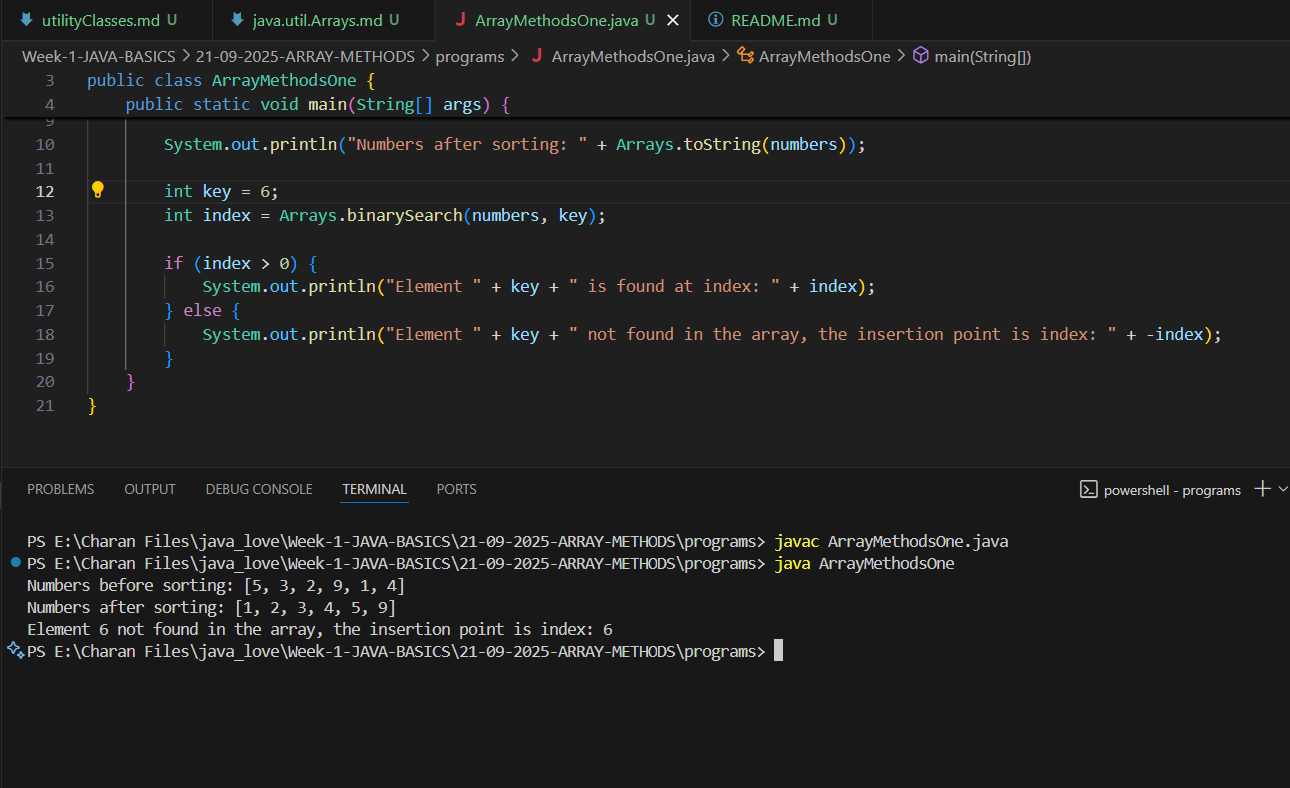 utilityClasses.md U java.util.Arrays.md U J ArrayMethodsOne.java U README.md U
Week-1-JAVA-BASICS > 21-09-2025-ARRAY-METHODS > programs > J ArrayMethodsOne.java > ArrayMethodsOne > main(String[])
3 public class ArrayMethodsOne {
4 public static void main(String[] args) {
9
10 System.out.println("Numbers after sorting: " + Arrays.toString(numbers));
11
12 int key = 6;
13 int index = Arrays.binarySearch(numbers, key);
14
15 if (index > 0) {
16 System.out.println("Element " + key + " is found at index: " + index);
17 } else {
18 System.out.println("Element " + key + " not found in the array, the insertion point is index: " + -index);
19 }
20 }
21 }
PROBLEMS OUTPUT DEBUG CONSOLE TERMINAL PORTS powershell - programs
PS E:\Charan Files\java_love\Week-1-JAVA-BASICS\21-09-2025-ARRAY-METHODS\programs> javac ArrayMethodsOne.java
PS E:\Charan Files\java_love\Week-1-JAVA-BASICS\21-09-2025-ARRAY-METHODS\programs> java ArrayMethodsOne
Numbers before sorting: [5, 3, 2, 9, 1, 4]
Numbers after sorting: [1, 2, 3, 4, 5, 9]
Element 6 not found in the array, the insertion point is index: 6
PS E:\Charan Files\java_love\Week-1-JAVA-BASICS\21-09-2025-ARRAY-METHODS\programs>